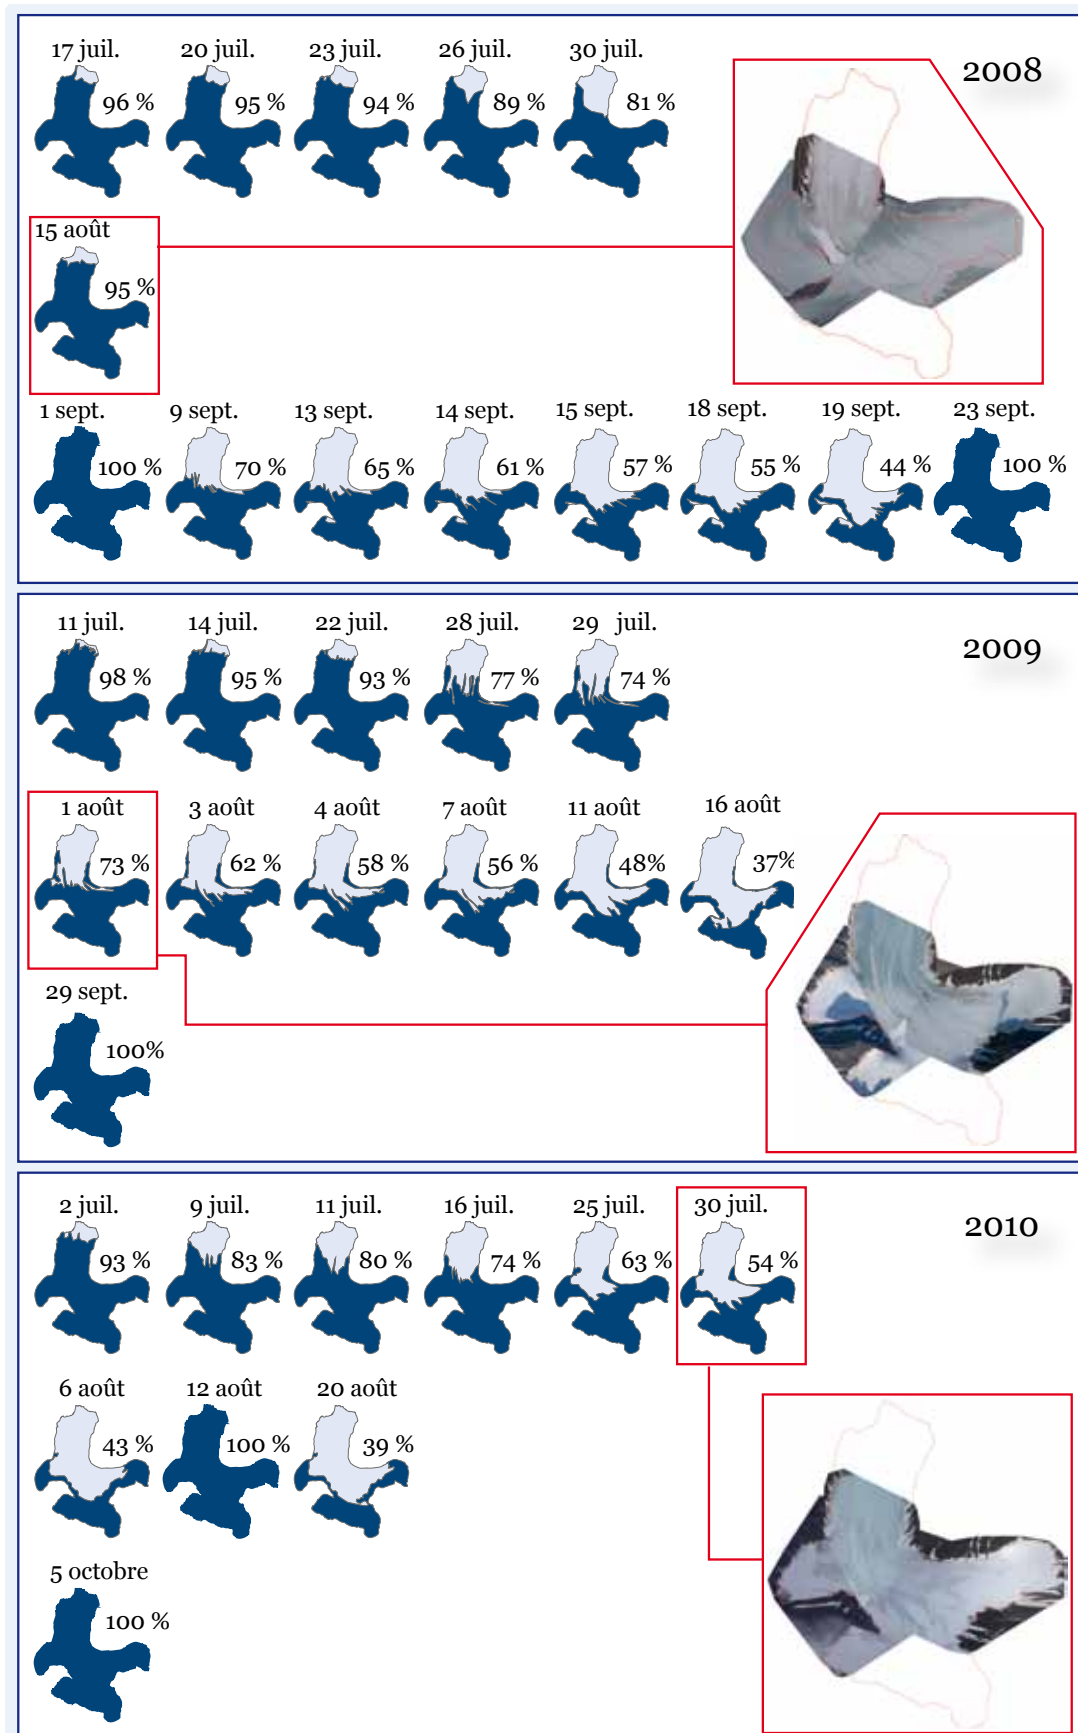 2008
17 juil. 20 juil. 23 juil. 26 juil. 30 juil.
96 % 95 % 94 % 89 % 81 %
15 août
95 %
1 sept. 9 sept. 13 sept. 14 sept. 15 sept. 18 sept. 19 sept. 23 sept.
100 % 70 % 65 % 61 % 57 % 55 % 44 % 100 %
2009
11 juil. 14 juil. 22 juil. 28 juil. 29 juil.
98 % 95 % 93 % 77 % 74 %
1 août 3 août 4 août 7 août 11 août 16 août
73 % 62 % 58 % 56 % 48% 37%
29 sept.
100%
2010
2 juil. 9 juil. 11 juil. 16 juil. 25 juil. 30 juil.
93 % 83 % 80 % 74 % 63 % 54 %
6 août 12 août 20 août
43 % 100 % 39 %
5 octobre
100 %